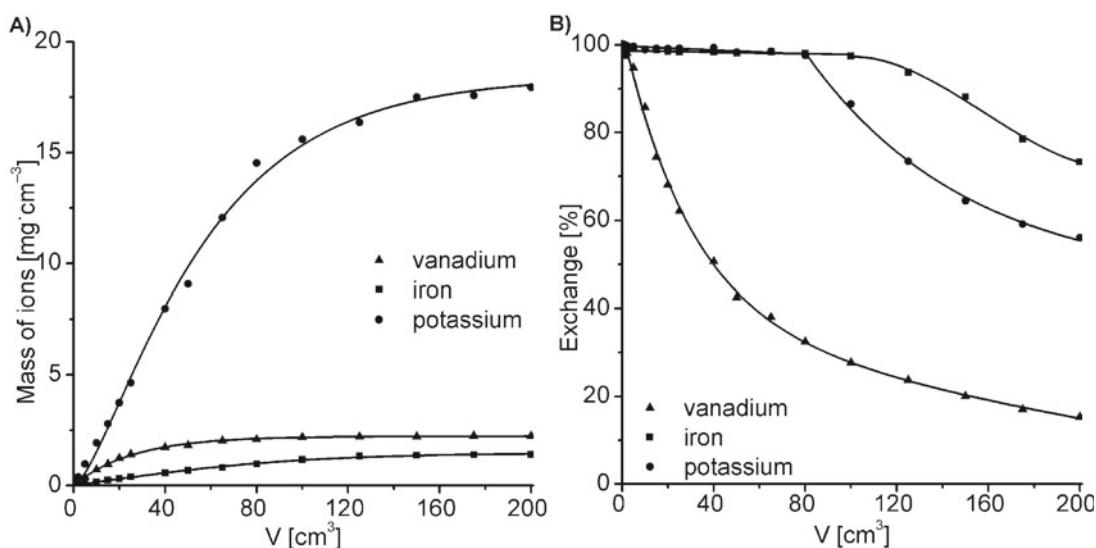 A)
20
15
10
5
0
Mass of ions [mg·cm⁻³]
vanadium
iron
potassium
0 40 80 120 160 200
V [cm³]
B)
100
80
60
40
20
0
Exchange [%]
vanadium
iron
potassium
0 40 80 120 160 200
V [cm³]